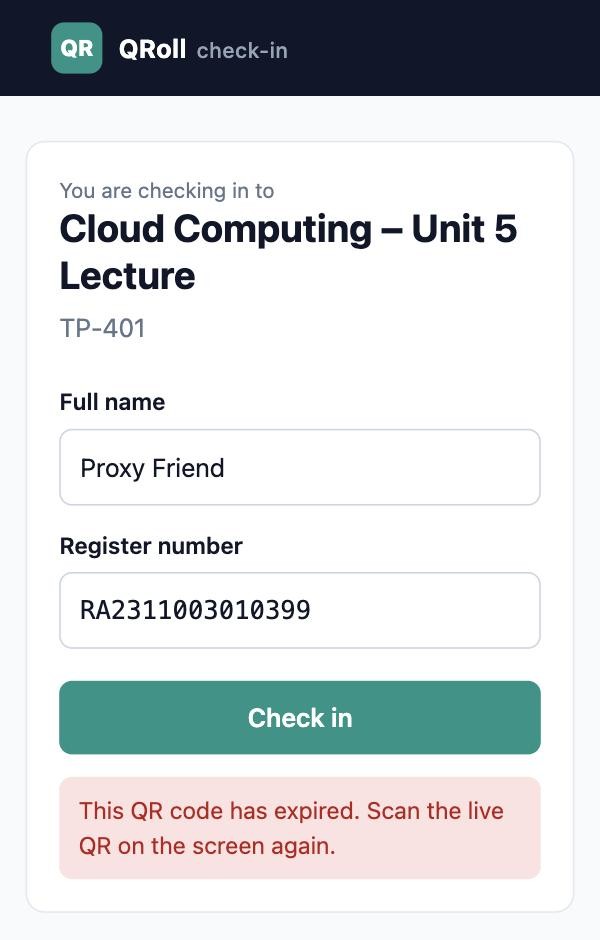 QR QRoll check-in
You are checking in to
Cloud Computing – Unit 5
Lecture
TP-401
Full name
Proxy Friend
Register number
RA2311003010399
Check in
This QR code has expired. Scan the live
QR on the screen again.